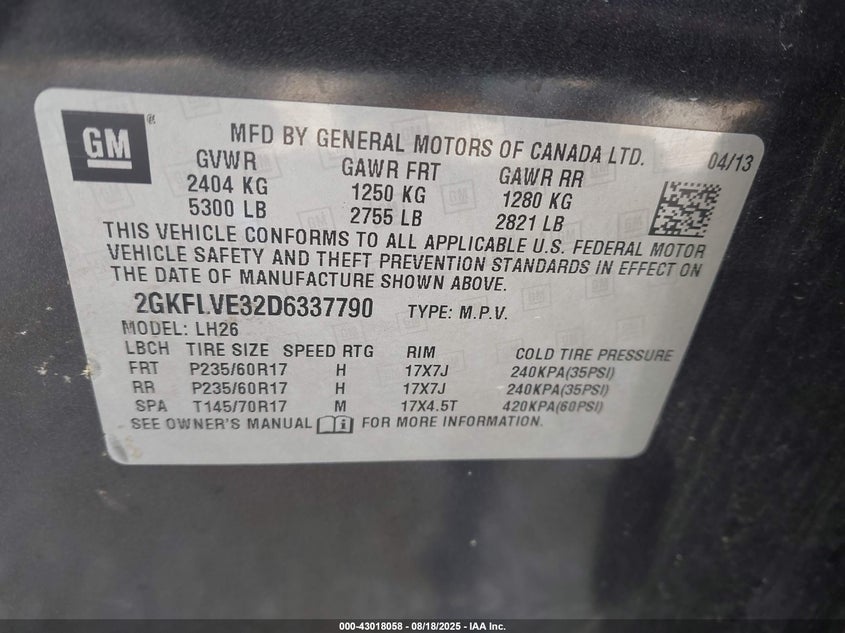 GM
®
MFD BY GENERAL MOTORS OF CANADA LTD.
04/13
GVWR GAWR FRT GAWR RR
2404 KG 1250 KG 1280 KG
5300 LB 2755 LB 2821 LB
THIS VEHICLE CONFORMS TO ALL APPLICABLE U.S. FEDERAL MOTOR
VEHICLE SAFETY AND THEFT PREVENTION STANDARDS IN EFFECT ON
THE DATE OF MANUFACTURE SHOWN ABOVE.
2GKFLVE32D6337790 TYPE: M.P.V.
MODEL: LH26
LBCH TIRE SIZE SPEED RTG RIM COLD TIRE PRESSURE
FRT P235/60R17 H 17X7J 240KPA(35PSI)
RR P235/60R17 H 17X7J 240KPA(35PSI)
SPA T145/70R17 M 17X4.5T 420KPA(60PSI)
SEE OWNER'S MANUAL FOR MORE INFORMATION.
000-43018058 - 08/18/2025 - IAA Inc.